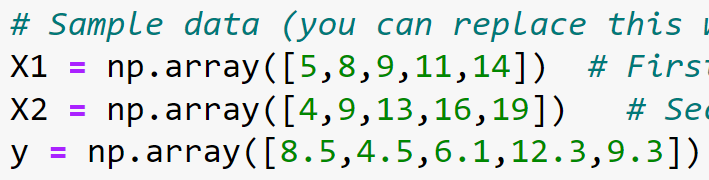 # Sample data (you can replace this
X1 = np.array([5,8,9,11,14])  # First
X2 = np.array([4,9,13,16,19])   # Sec
y = np.array([8.5,4.5,6.1,12.3,9.3])